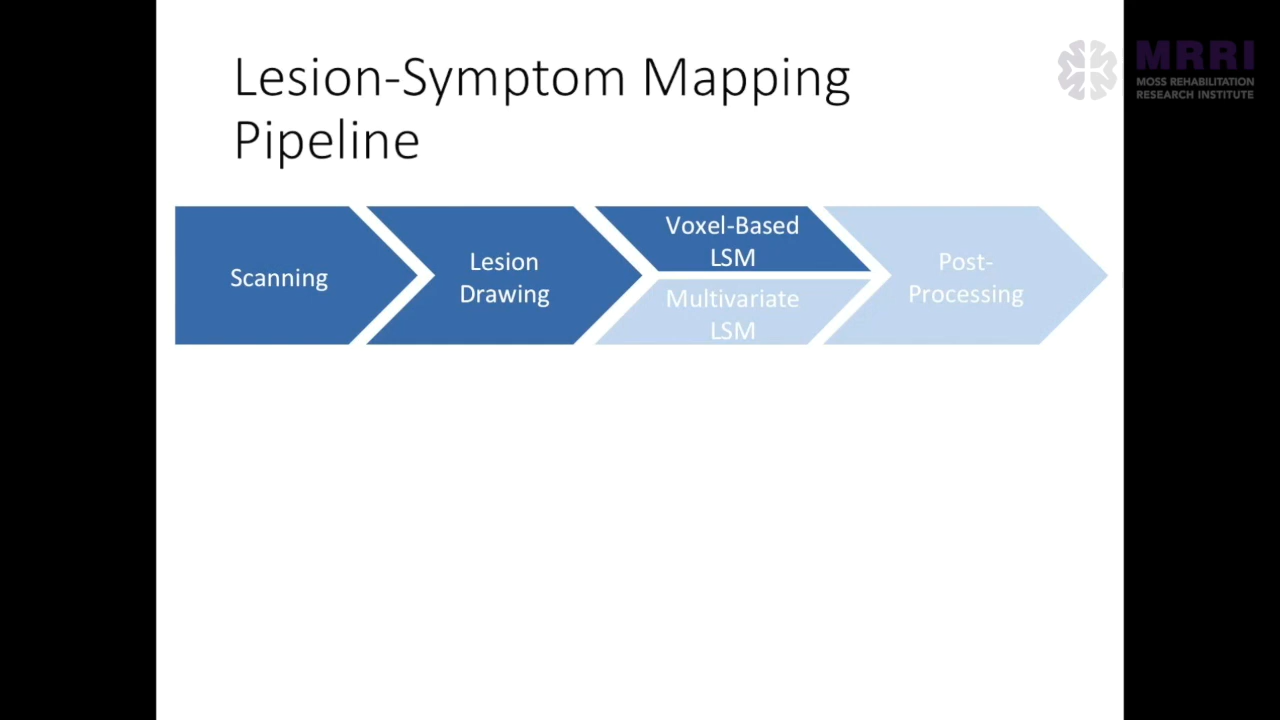 Lesion-Symptom Mapping
Pipeline
MRRI
MOSS REHABILITATION
RESEARCH INSTITUTE
Scanning
Lesion
Drawing
Voxel-Based
LSM
Multivariate
LSM
Post-
Processing